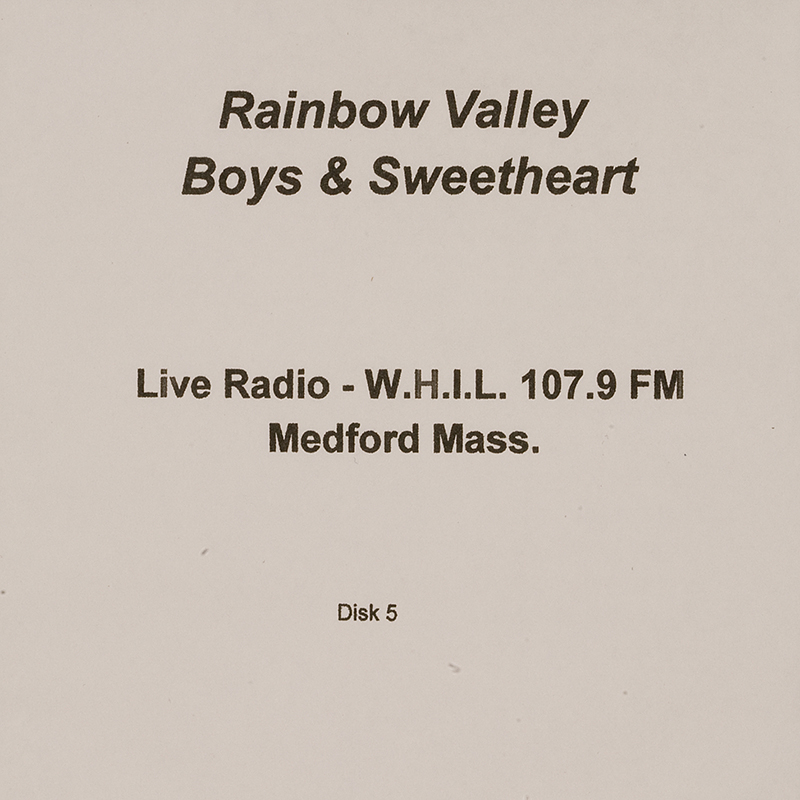 Rainbow Valley
Boys & Sweetheart
Live Radio - W.H.I.L. 107.9 FM
Medford Mass.
Disk 5